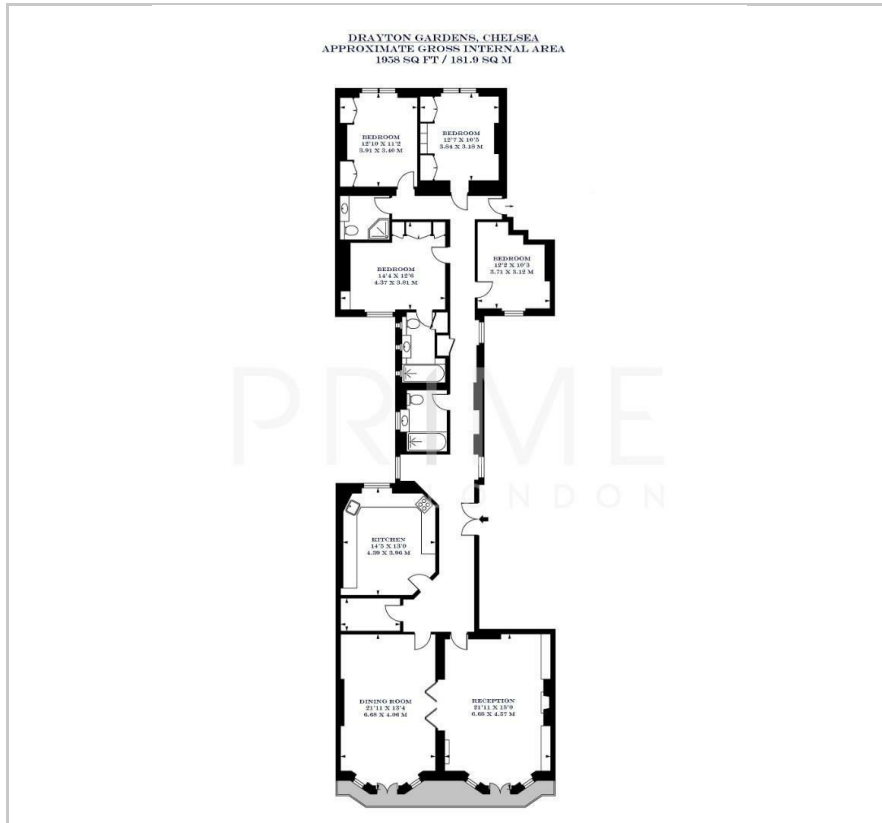 DRAYTON GARDENS, CHELSEA
APPROXIMATE GROSS INTERNAL AREA
1958 SQ FT / 181.9 SQ M
BEDROOM
12'10 X 11'2
3.91 X 3.40 M
BEDROOM
12'7 X 10'5
3.84 X 3.18 M
BEDROOM
14'4 X 12'6
4.37 X 3.81 M
BEDROOM
12'2 X 10'3
3.71 X 3.12 M
PRIME
LONDON
KITCHEN
14'5 X 13'0
4.39 X 3.96 M
DINING ROOM
21'11 X 13'4
6.68 X 4.06 M
RECEPTION
21'11 X 15'0
6.68 X 4.57 M